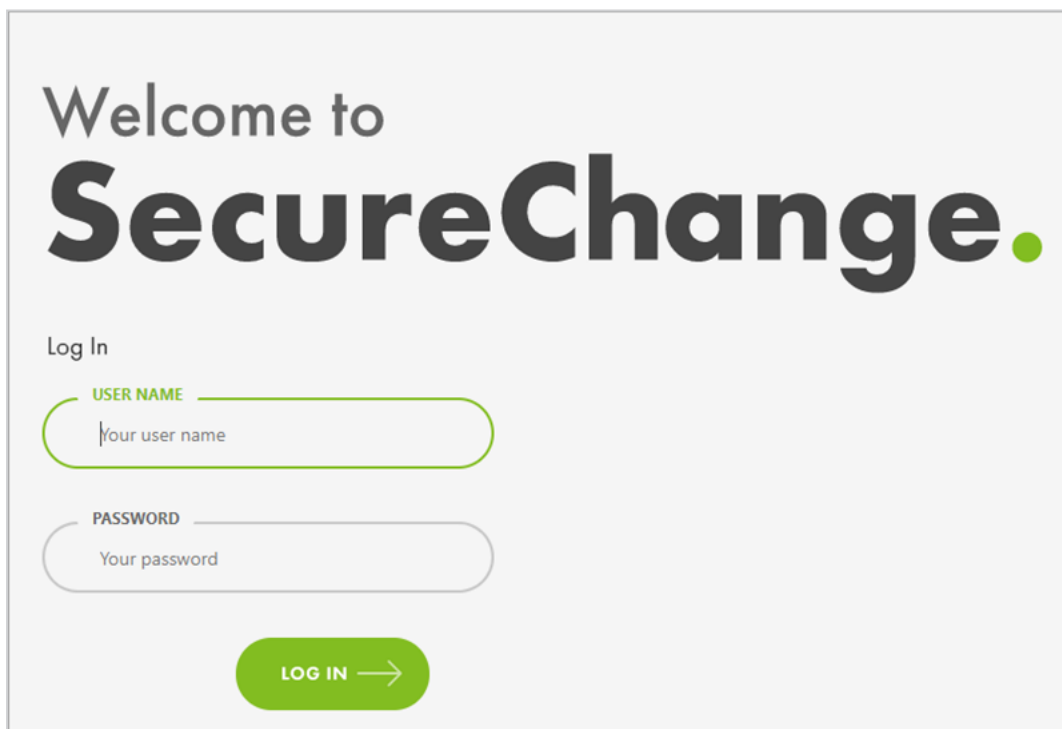 Welcome to
SecureChange.
Log In
USER NAME
Your user name
PASSWORD
Your password
LOG IN